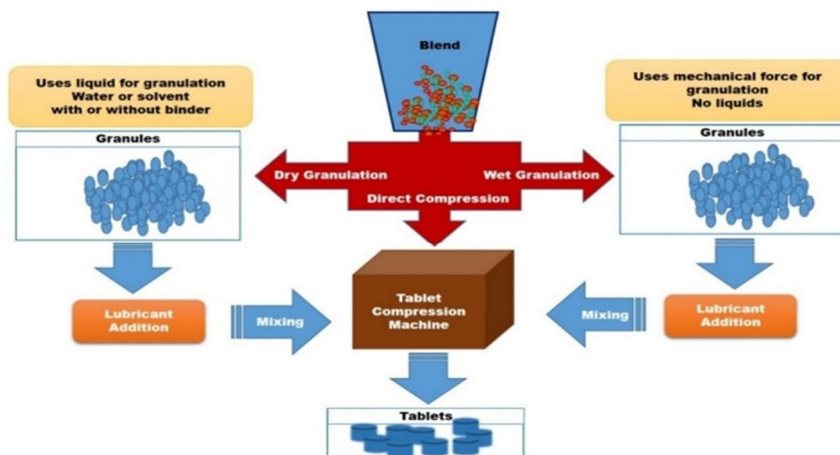 Blend
Uses liquid for granulation
Water or solvent
with or without binder
Uses mechanical force for
granulation
No liquids
Granules
Granules
Dry Granulation
Wet Granulation
Direct Compression
Lubricant
Addition
Mixing
Tablet
Compression
Machine
Mixing
Lubricant
Addition
Tablets